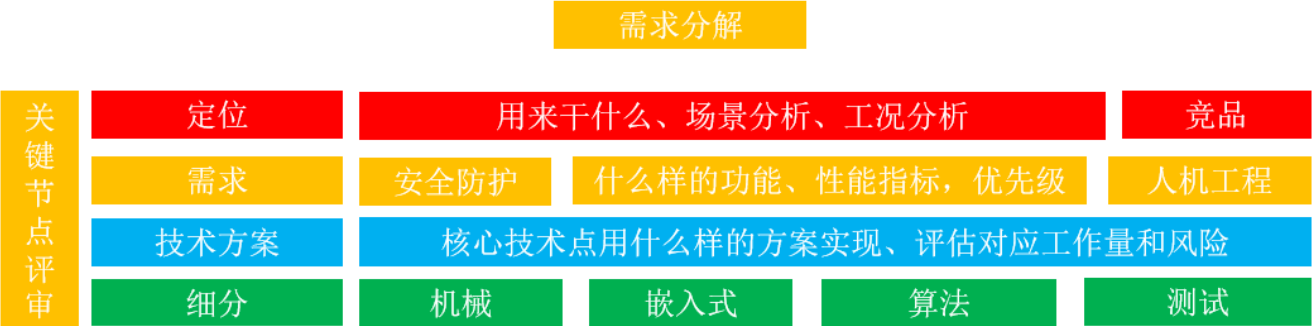 需求分解
关键节点评审
定位
用来干什么、场景分析、工况分析
竞品
需求
安全防护
什么样的功能、性能指标，优先级
人机工程
技术方案
核心技术点用什么样的方案实现、评估对应工作量和风险
细分
机械
嵌入式
算法
测试